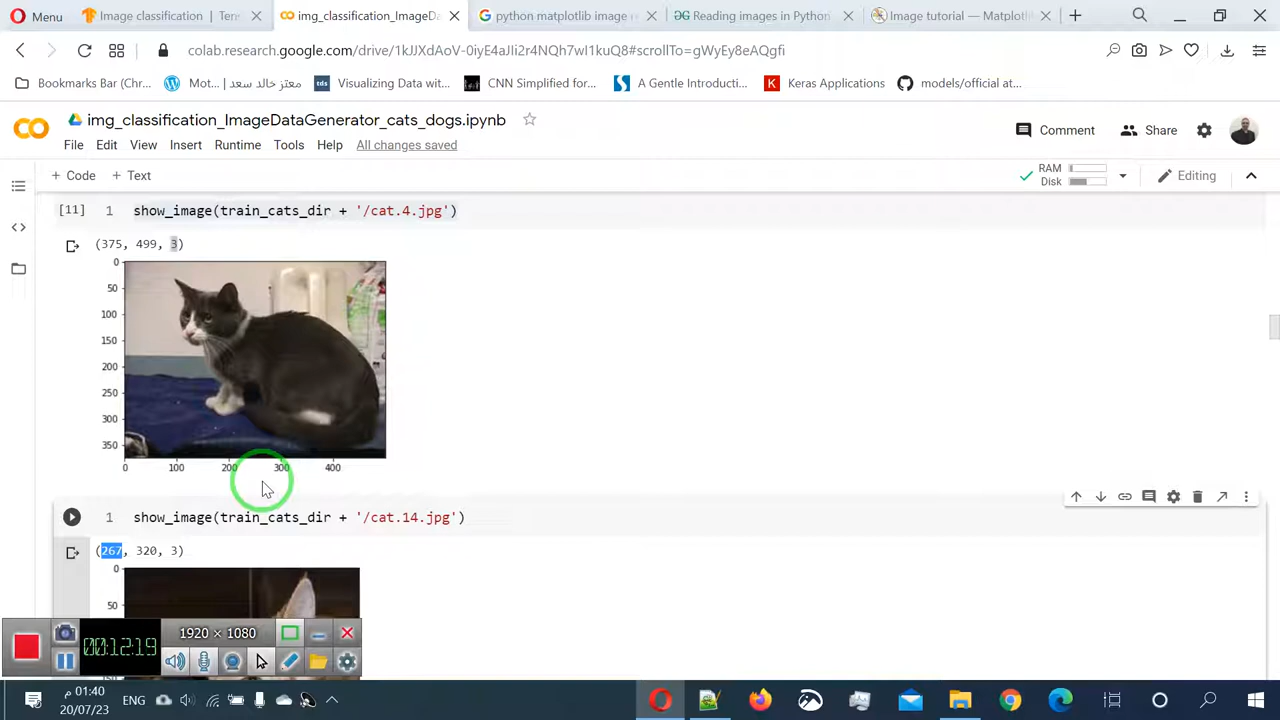 Menu
Image classification | Ten
img_classification_ImageDa
python matplotlib image r
Reading images in Python
Image tutorial — Matplotli
colab.research.google.com/drive/1kJJXdAoV-0iyE4aJIi2r4NQh7wI1kuQ8#scrollTo=gWyEy8eAQgfi
Bookmarks Bar (Chr...
Mot... معتز خالد سعد |
tds
Visualizing Data wi...
CNN Simplified for...
A Gentle Introducti...
K
Keras Applications
models/official at...
img_classification_ImageDataGenerator_cats_dogs.ipynb
Comment
Share
File Edit View Insert Runtime Tools Help All changes saved
+ Code + Text
RAM
Disk
Editing
[11] 1 show_image(train_cats_dir + '/cat.4.jpg')
(375, 499, 3)
0
50
100
150
200
250
300
350
0 100 200 300 400
1 show_image(train_cats_dir + '/cat.14.jpg')
(267, 320, 3)
0
50
1920 × 1080
00:12:19
ENG
01:40 م
20/07/23